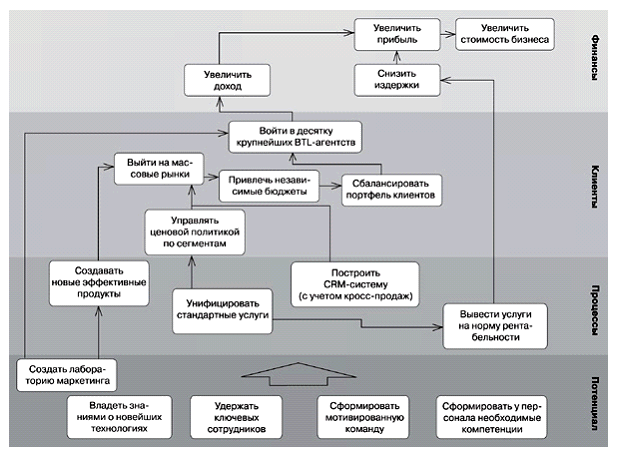 Увеличить
прибыль
Увеличить
стоимость бизнеса
Финансы
Увеличить
доход
Снизить
издержки
Войти в десятку
крупнейших BTL-агентств
Клиенты
Выйти на мас-
совые рынки
Привлечь незави-
симые бюджеты
Сбалансировать
портфель клиентов
Управлять
ценовой политикой
по сегментам
Создавать
новые эффективные
продукты
Построить
CRM-систему
(с учетом кросс-продаж)
Процессы
Унифицировать
стандартные услуги
Вывести услуги
на норму рента-
бельности
Создать лабора-
торию маркетинга
Потенциал
Владеть зна-
ниями о новейших
технологиях
Удержать
ключевых
сотрудников
Сформировать
мотивированную
команду
Сформировать у пер-
сонала необходимые
компетенции